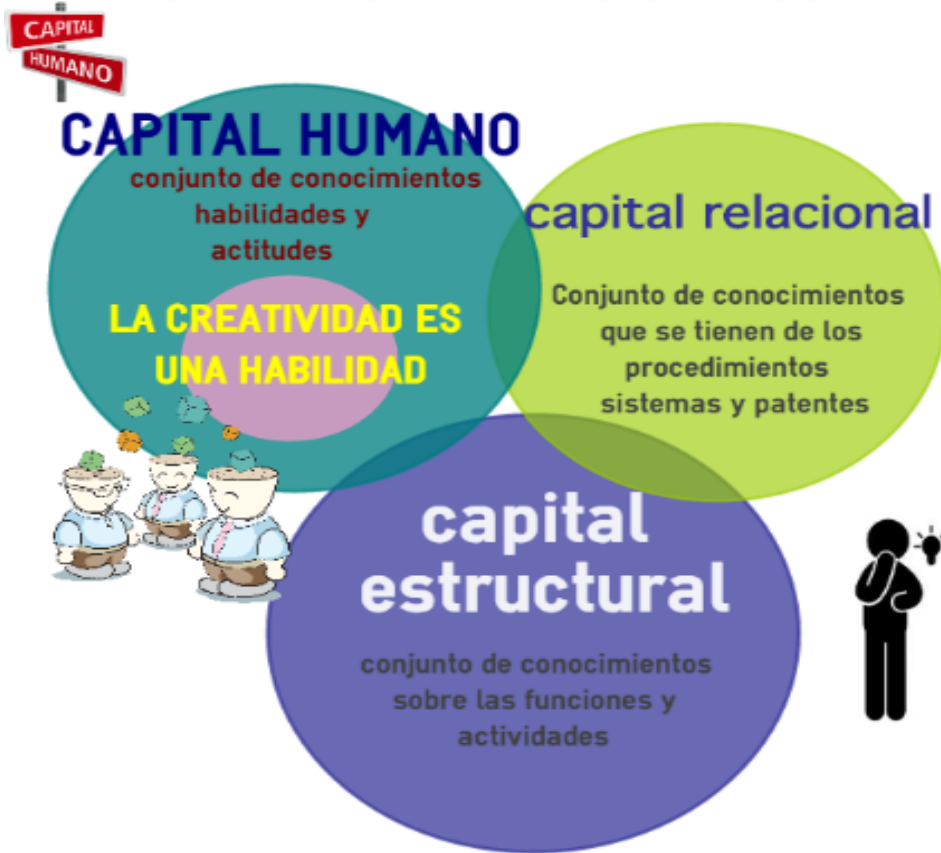 CAPITAL
HUMANO
CAPITAL HUMANO
conjunto de conocimientos
habilidades y
actitudes
LA CREATIVIDAD ES
UNA HABILIDAD
capital relacional
Conjunto de conocimientos
que se tienen de los
procedimientos
sistemas y patentes
capital
estructural
conjunto de conocimientos
sobre las funciones y
actividades